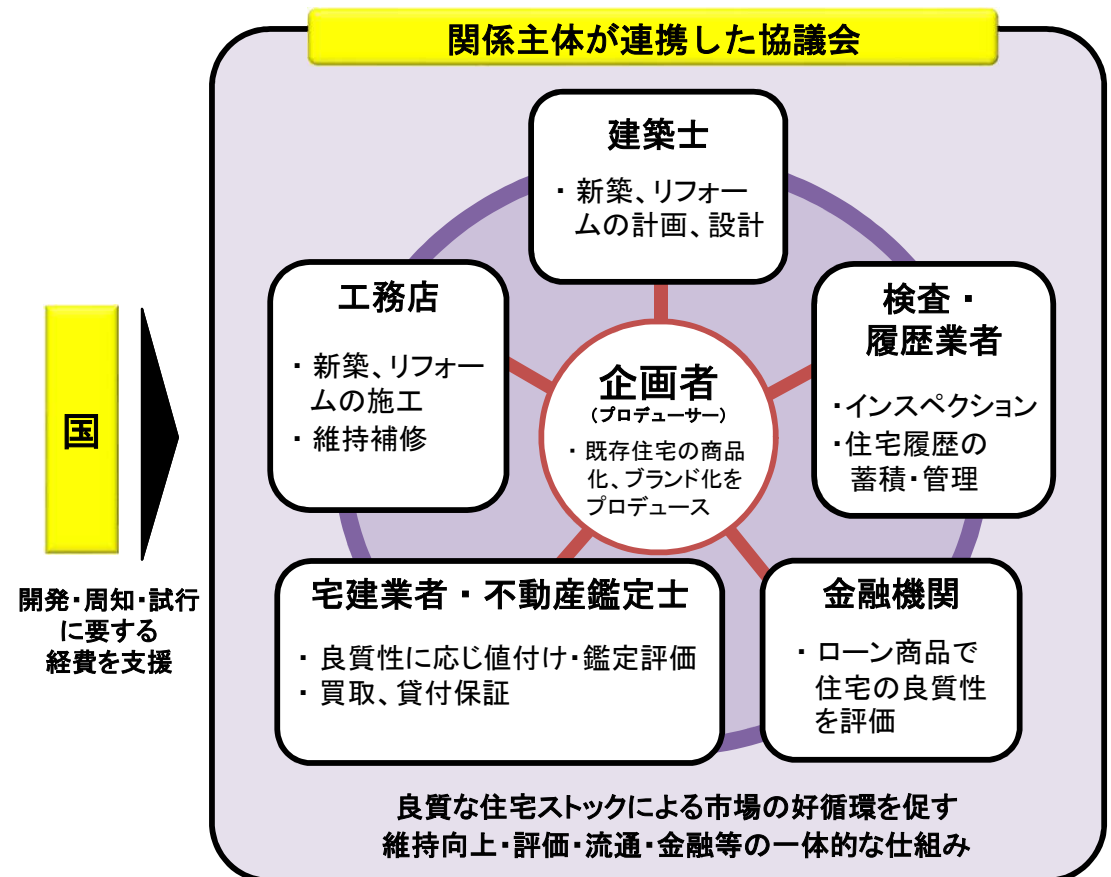 関係主体が連携した協議会
建築士
・ 新築、リフォー
ムの計画、設計
工務店
・ 新築、リフォー
ムの施工
・ 維持補修
検査・
履歴業者
・インスペクション
・住宅履歴の
蓄積・管理
企画者
(プロデューサー)
・ 既存住宅の商品
化、ブランド化を
プロデュース
国
開発・周知・試行
に要する
経費を支援
宅建業者・不動産鑑定士
・ 良質性に応じ値付け・鑑定評価
・ 買取、貸付保証
金融機関
・ ローン商品で
住宅の良質性
を評価
良質な住宅ストックによる市場の好循環を促す
維持向上・評価・流通・金融等の一体的な仕組み